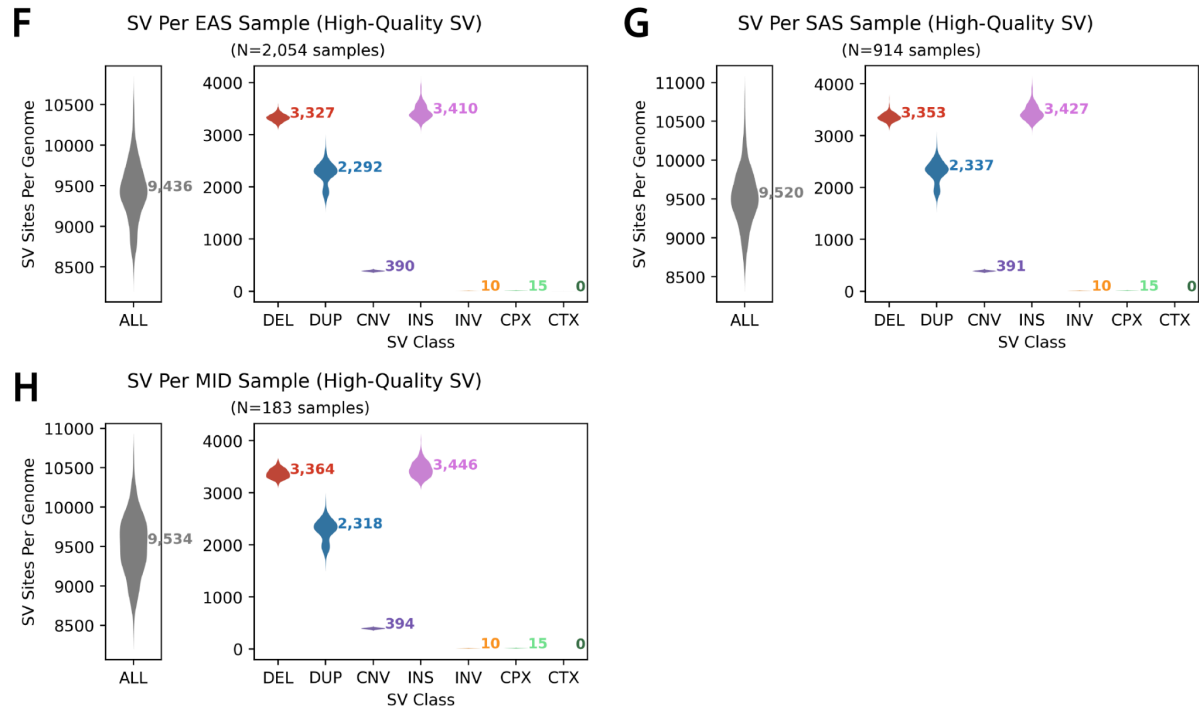 F
SV Per EAS Sample (High-Quality SV)
(N=2,054 samples)
SV Sites Per Genome
10500
10000
9500
9000
8500
9,436
ALL
4000
3000
2000
1000
0
3,327
2,292
390
3,410
10
15
0
DEL DUP CNV INS INV CPX CTX
SV Class
G
SV Per SAS Sample (High-Quality SV)
(N=914 samples)
SV Sites Per Genome
11000
10500
10000
9500
9000
8500
9,520
ALL
4000
3000
2000
1000
0
3,353
2,337
391
3,427
10
15
0
DEL DUP CNV INS INV CPX CTX
SV Class
H
SV Per MID Sample (High-Quality SV)
(N=183 samples)
SV Sites Per Genome
11000
10500
10000
9500
9000
8500
9,534
ALL
4000
3000
2000
1000
0
3,364
2,318
394
3,446
10
15
0
DEL DUP CNV INS INV CPX CTX
SV Class